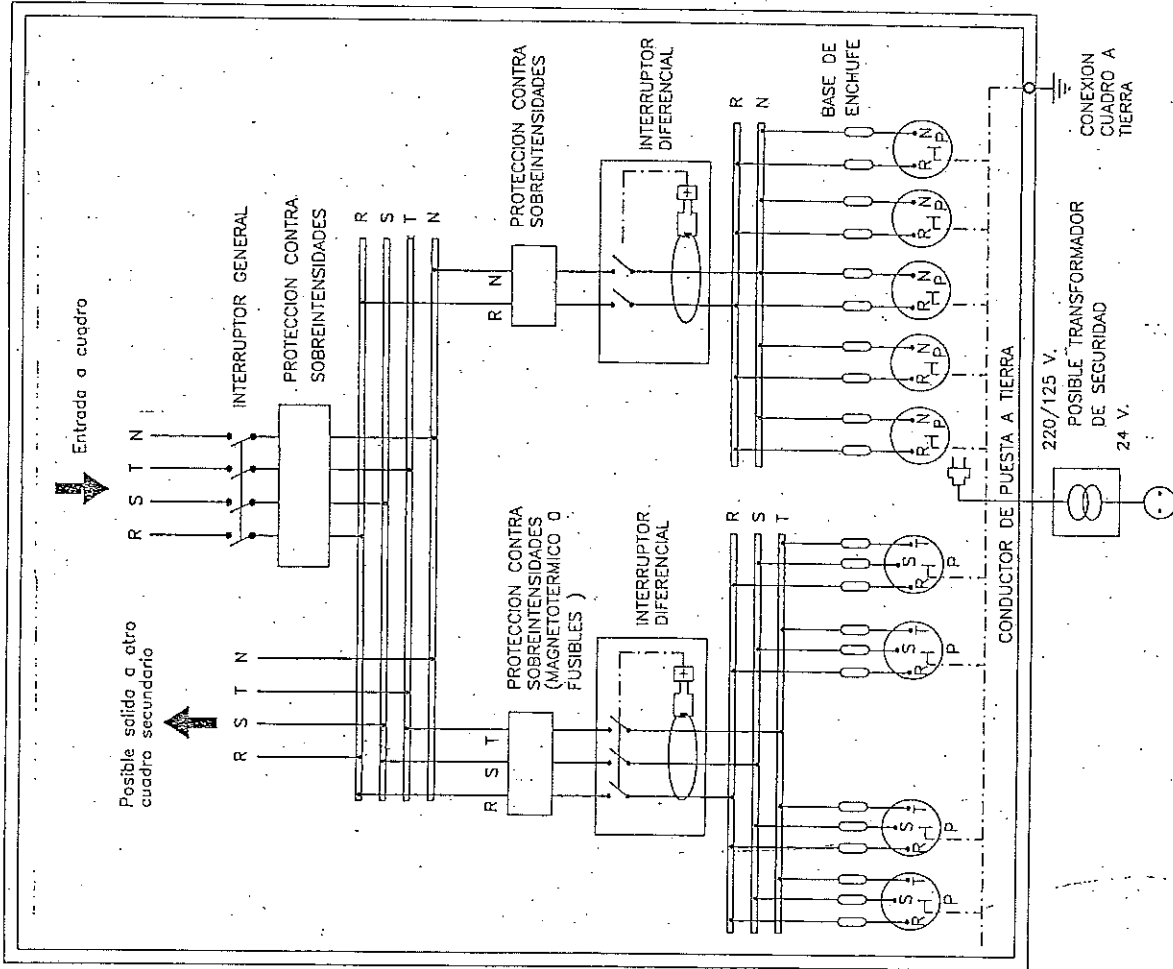 Entrada a cuadro
R S T N
INTERRUPTOR GENERAL
PROTECCION CONTRA
SOBREINTENSIDADES
Posible salida a otro
cuadro secundario
R S T N
R
S
T
N
PROTECCION CONTRA
SOBREINTENSIDADES
(MAGNETOTERMICO O
FUSIBLES )
R S T
INTERRUPTOR
DIFERENCIAL
R
S
T
PROTECCION CONTRA
SOBREINTENSIDADES
R N
INTERRUPTOR
DIFERENCIAL
R
N
BASE DE
ENCHUFE
R S T
P
R S T
P
R S T
P
R S T
P
R N
P
R N
P
R N
P
R N
P
R N
P
CONDUCTOR DE PUESTA A TIERRA
220/125 V.
POSIBLE TRANSFORMADOR
DE SEGURIDAD
24 V.
CONEXION
CUADRO A
TIERRA